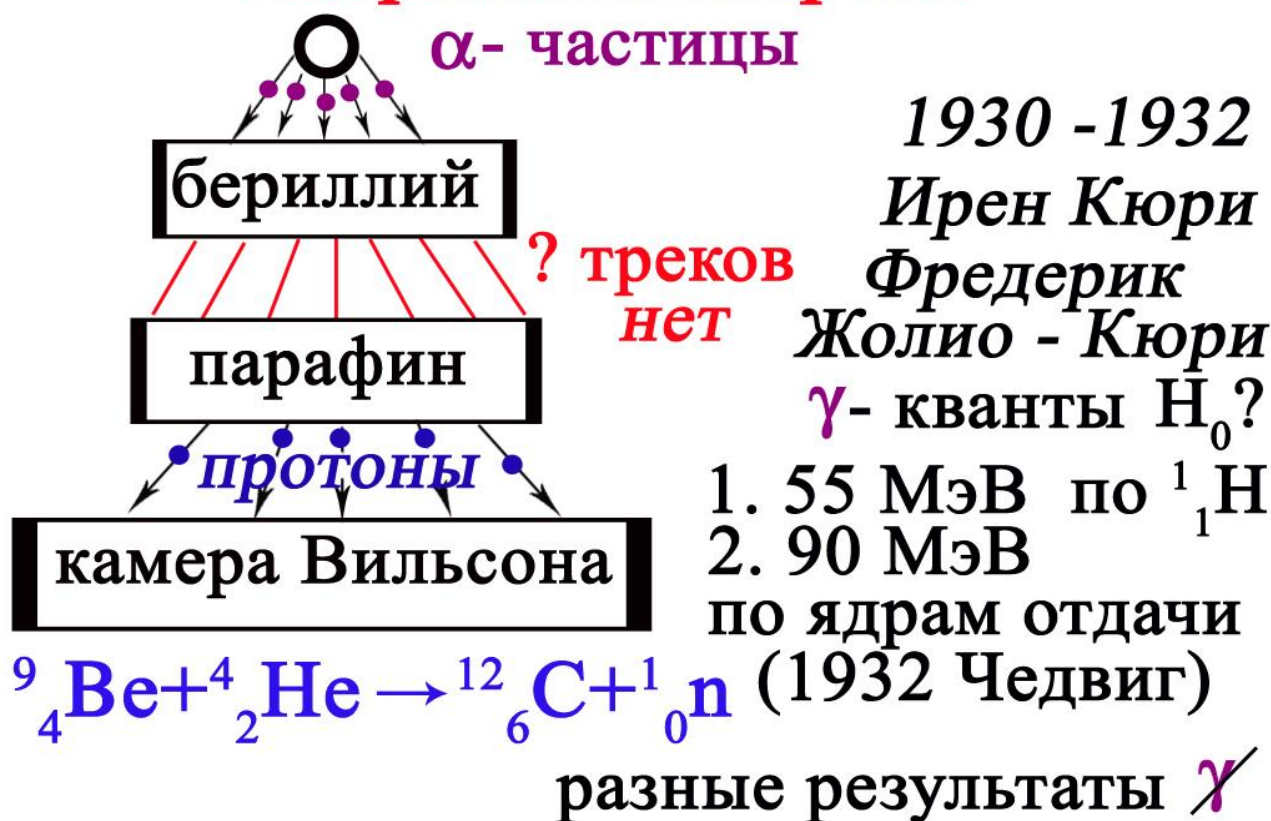 α- частицы
бериллий
? треков
нет
парафин
протоны
камера Вильсона
⁹₄Be+⁴₂He → ¹²₆C+¹₀n
1930 -1932
Ирен Кюри
Фредерик
Жолио - Кюри
γ- кванты H₀?
1. 55 МэВ по ¹₁H
2. 90 МэВ
по ядрам отдачи
(1932 Чедвиг)
разные результаты γ